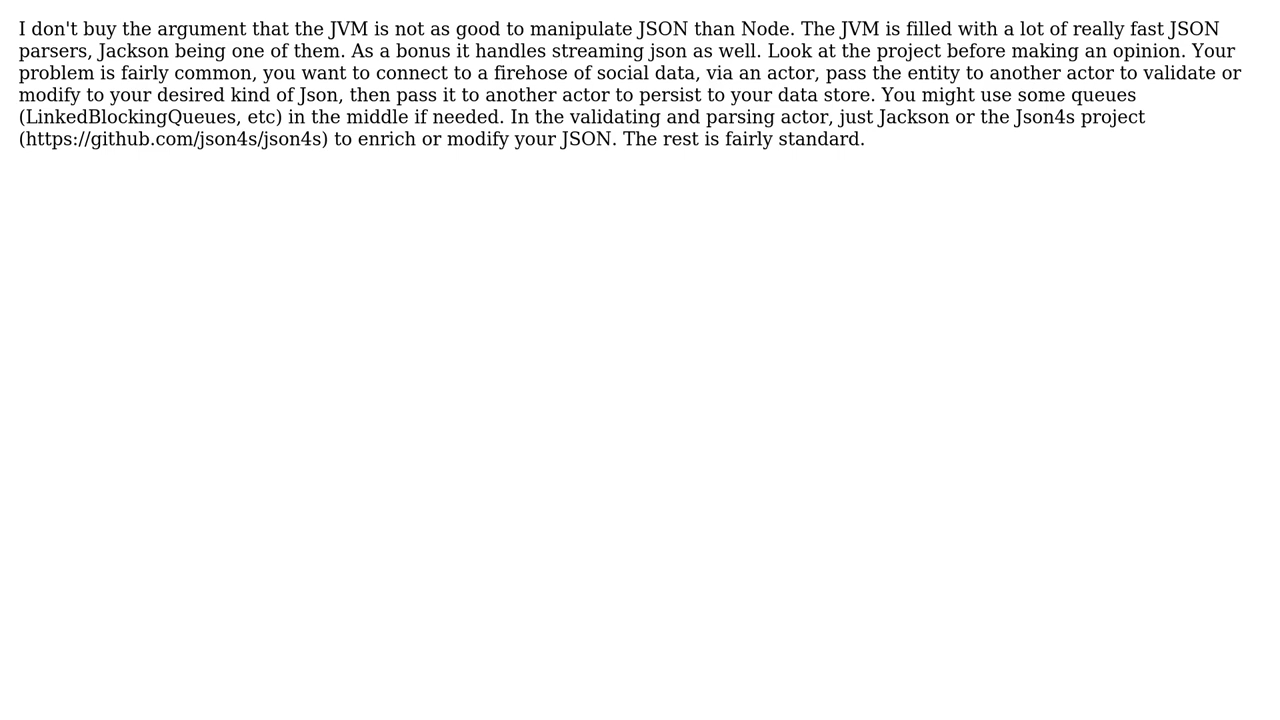 I don't buy the argument that the JVM is not as good to manipulate JSON than Node. The JVM is filled with a lot of really fast JSON
parsers, Jackson being one of them. As a bonus it handles streaming json as well. Look at the project before making an opinion. Your
problem is fairly common, you want to connect to a firehose of social data, via an actor, pass the entity to another actor to validate or
modify to your desired kind of Json, then pass it to another actor to persist to your data store. You might use some queues
(LinkedBlockingQueues, etc) in the middle if needed. In the validating and parsing actor, just Jackson or the Json4s project
(https://github.com/json4s/json4s) to enrich or modify your JSON. The rest is fairly standard.